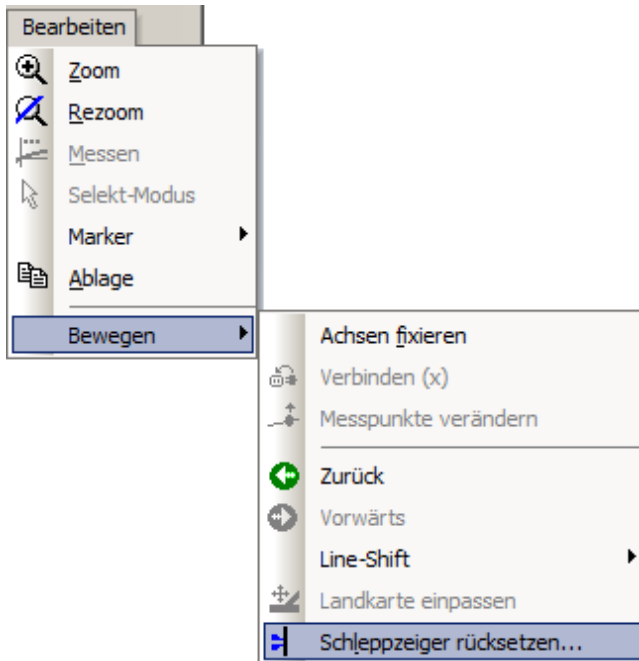 Bearbeiten
Zoom
Rezoom
Messen
Selekt-Modus
Marker
Ablage
Bewegen
Achsen fixieren
Verbinden (x)
Messpunkte verändern
Zurück
Vorwärts
Line-Shift
Landkarte einpassen
Schleppzeiger rücksetzen...